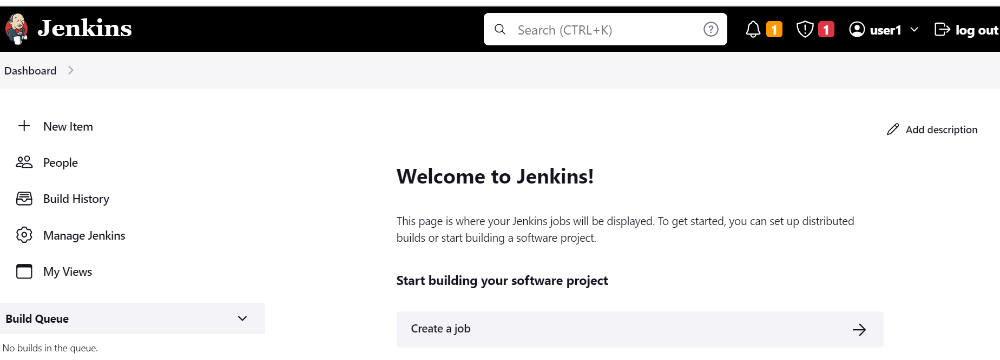 Jenkins
Search (CTRL+K)
1
1
user1
log out
Dashboard
New Item
People
Build History
Manage Jenkins
My Views
Build Queue
No builds in the queue.
Add description
Welcome to Jenkins!
This page is where your Jenkins jobs will be displayed. To get started, you can set up distributed
builds or start building a software project.
Start building your software project
Create a job